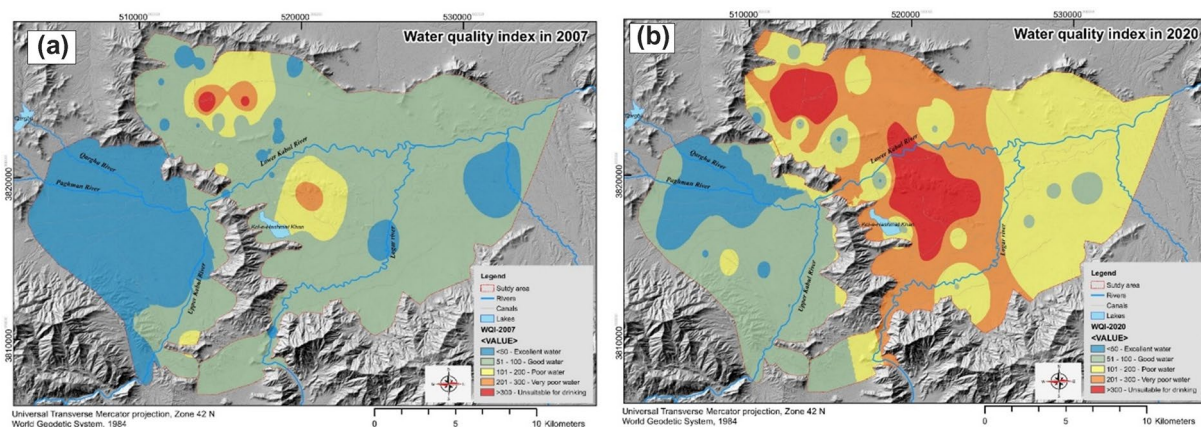 (a)
510000
520000
530000
Water quality index in 2007
3820000
3810000
Qargha River
Paghman River
Lower Kabul River
Upper Kabul River
Logar river
Legend
Sutdy area
Rivers
Canals
Lakes
WQI-2007
<VALUE>
<50 - Excellent water
51 - 100 - Good water
101 - 200 - Poor water
201 - 300 - Very poor water
>300 - Unsuitable for drinking
Universal Transverse Mercator projection, Zone 42 N
World Geodetic System, 1984
0 5 10 Kilometers
(b)
510000
520000
530000
Water quality index in 2020
3820000
3810000
Qargha River
Paghman River
Lower Kabul River
Upper Kabul River
Logar river
Legend
Sutdy area
Rivers
Canals
Lakes
WQI-2020
<VALUE>
<50 - Excellent water
51 - 100 - Good water
101 - 200 - Poor water
201 - 300 - Very poor water
>300 - Unsuitable for drinking
Universal Transverse Mercator projection, Zone 42 N
World Geodetic System, 1984
0 5 10 Kilometers